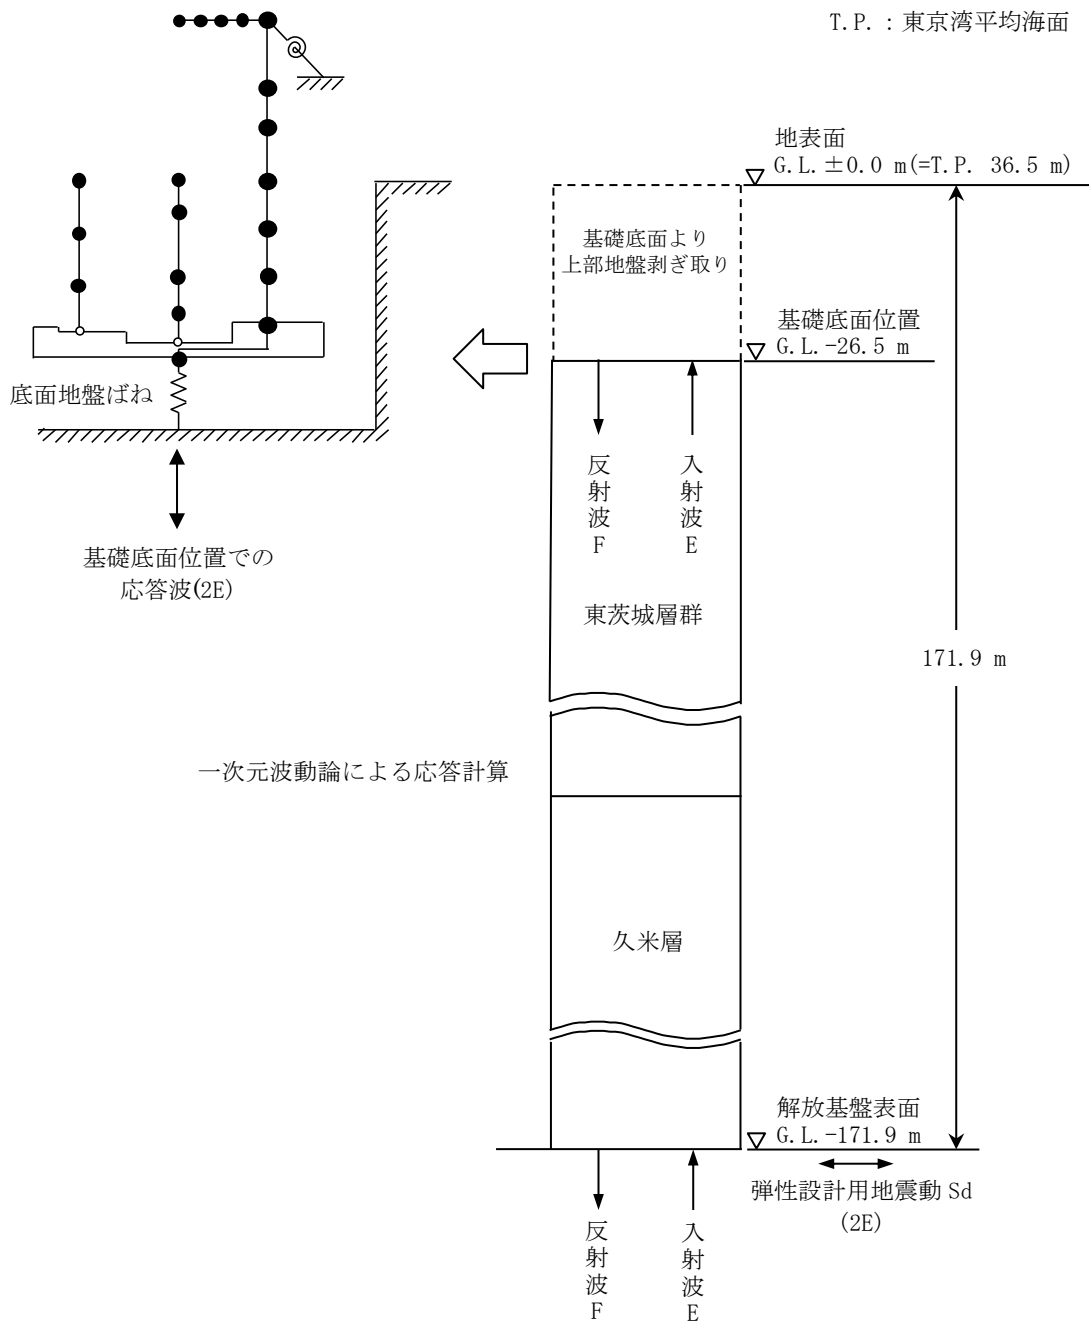 T.P. : 東京湾平均海面
地表面
G.L. ±0.0 m(=T.P. 36.5 m)
基礎底面より
上部地盤剥ぎ取り
基礎底面位置
G.L.-26.5 m
底面地盤ばね
反射波F
入射波E
基礎底面位置での
応答波(2E)
東茨城層群
171.9 m
一次元波動論による応答計算
久米層
解放基盤表面
G.L.-171.9 m
弾性設計用地震動 Sd
(2E)
反射波F
入射波E